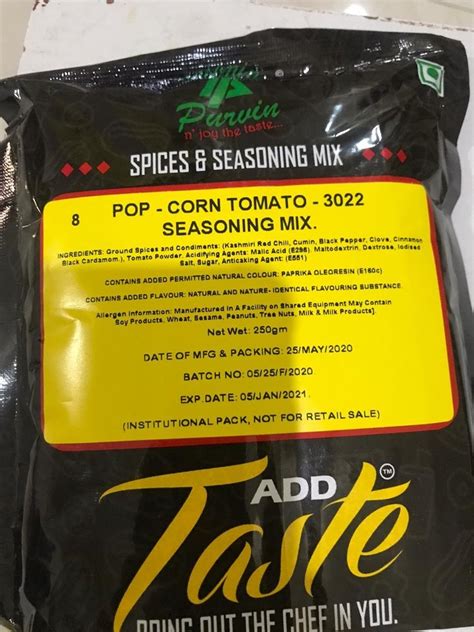 Purvin
n' joy the taste...
SPICES & SEASONING MIX
8 POP - CORN TOMATO - 3022
SEASONING MIX.
INGREDIENTS: Ground Spices and Condiments: (Kashmiri Red Chili, Cumin, Black Pepper, Clove, Cinnamon
Black Cardamom.), Tomato Powder, Acidifying Agents: Malic Acid (E296), Maltodextrin, Dextrose, Iodised
Salt, Sugar, Anticaking Agent: (E551)
CONTAINS ADDED PERMITTED NATURAL COLOUR: PAPRIKA OLEORESIN (E160c)
CONTAINS ADDED FLAVOUR: NATURAL AND NATURE- IDENTICAL FLAVOURING SUBSTANCE.
Allergen Information: Manufactured In A Facility on Shared Equipment May Contain
Soy Products, Wheat, Sesame, Peanuts, Tree Nuts, Milk & Milk Products].
Net Wet: 250gm
DATE OF MFG & PACKING: 25/MAY/2020
BATCH NO: 05/25/F/2020
EXP.DATE: 05/JAN/2021.
(INSTITUTIONAL PACK, NOT FOR RETAIL SALE)
ADD
Taste TM
BRING OUT THE CHEF IN YOU.